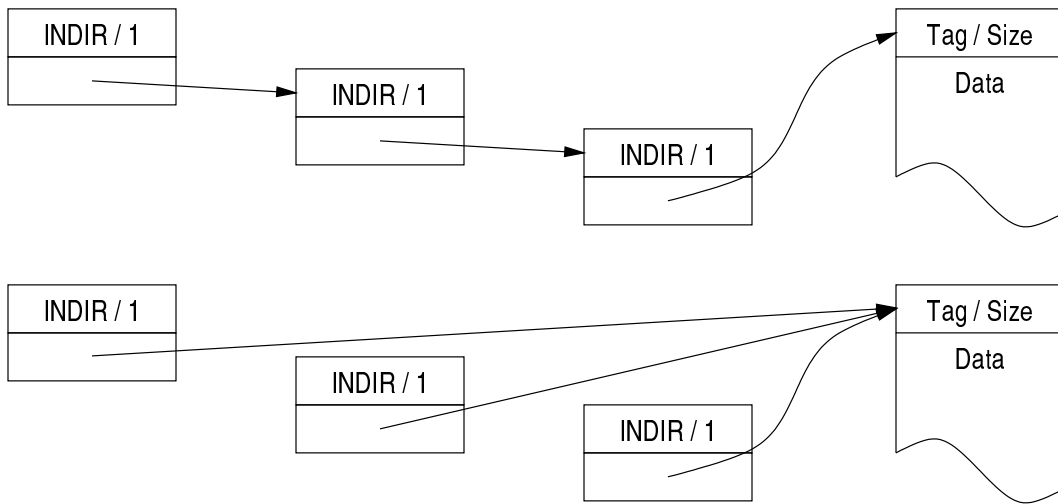 INDIR / 1
INDIR / 1
INDIR / 1
Tag / Size
Data
INDIR / 1
INDIR / 1
INDIR / 1
Tag / Size
Data